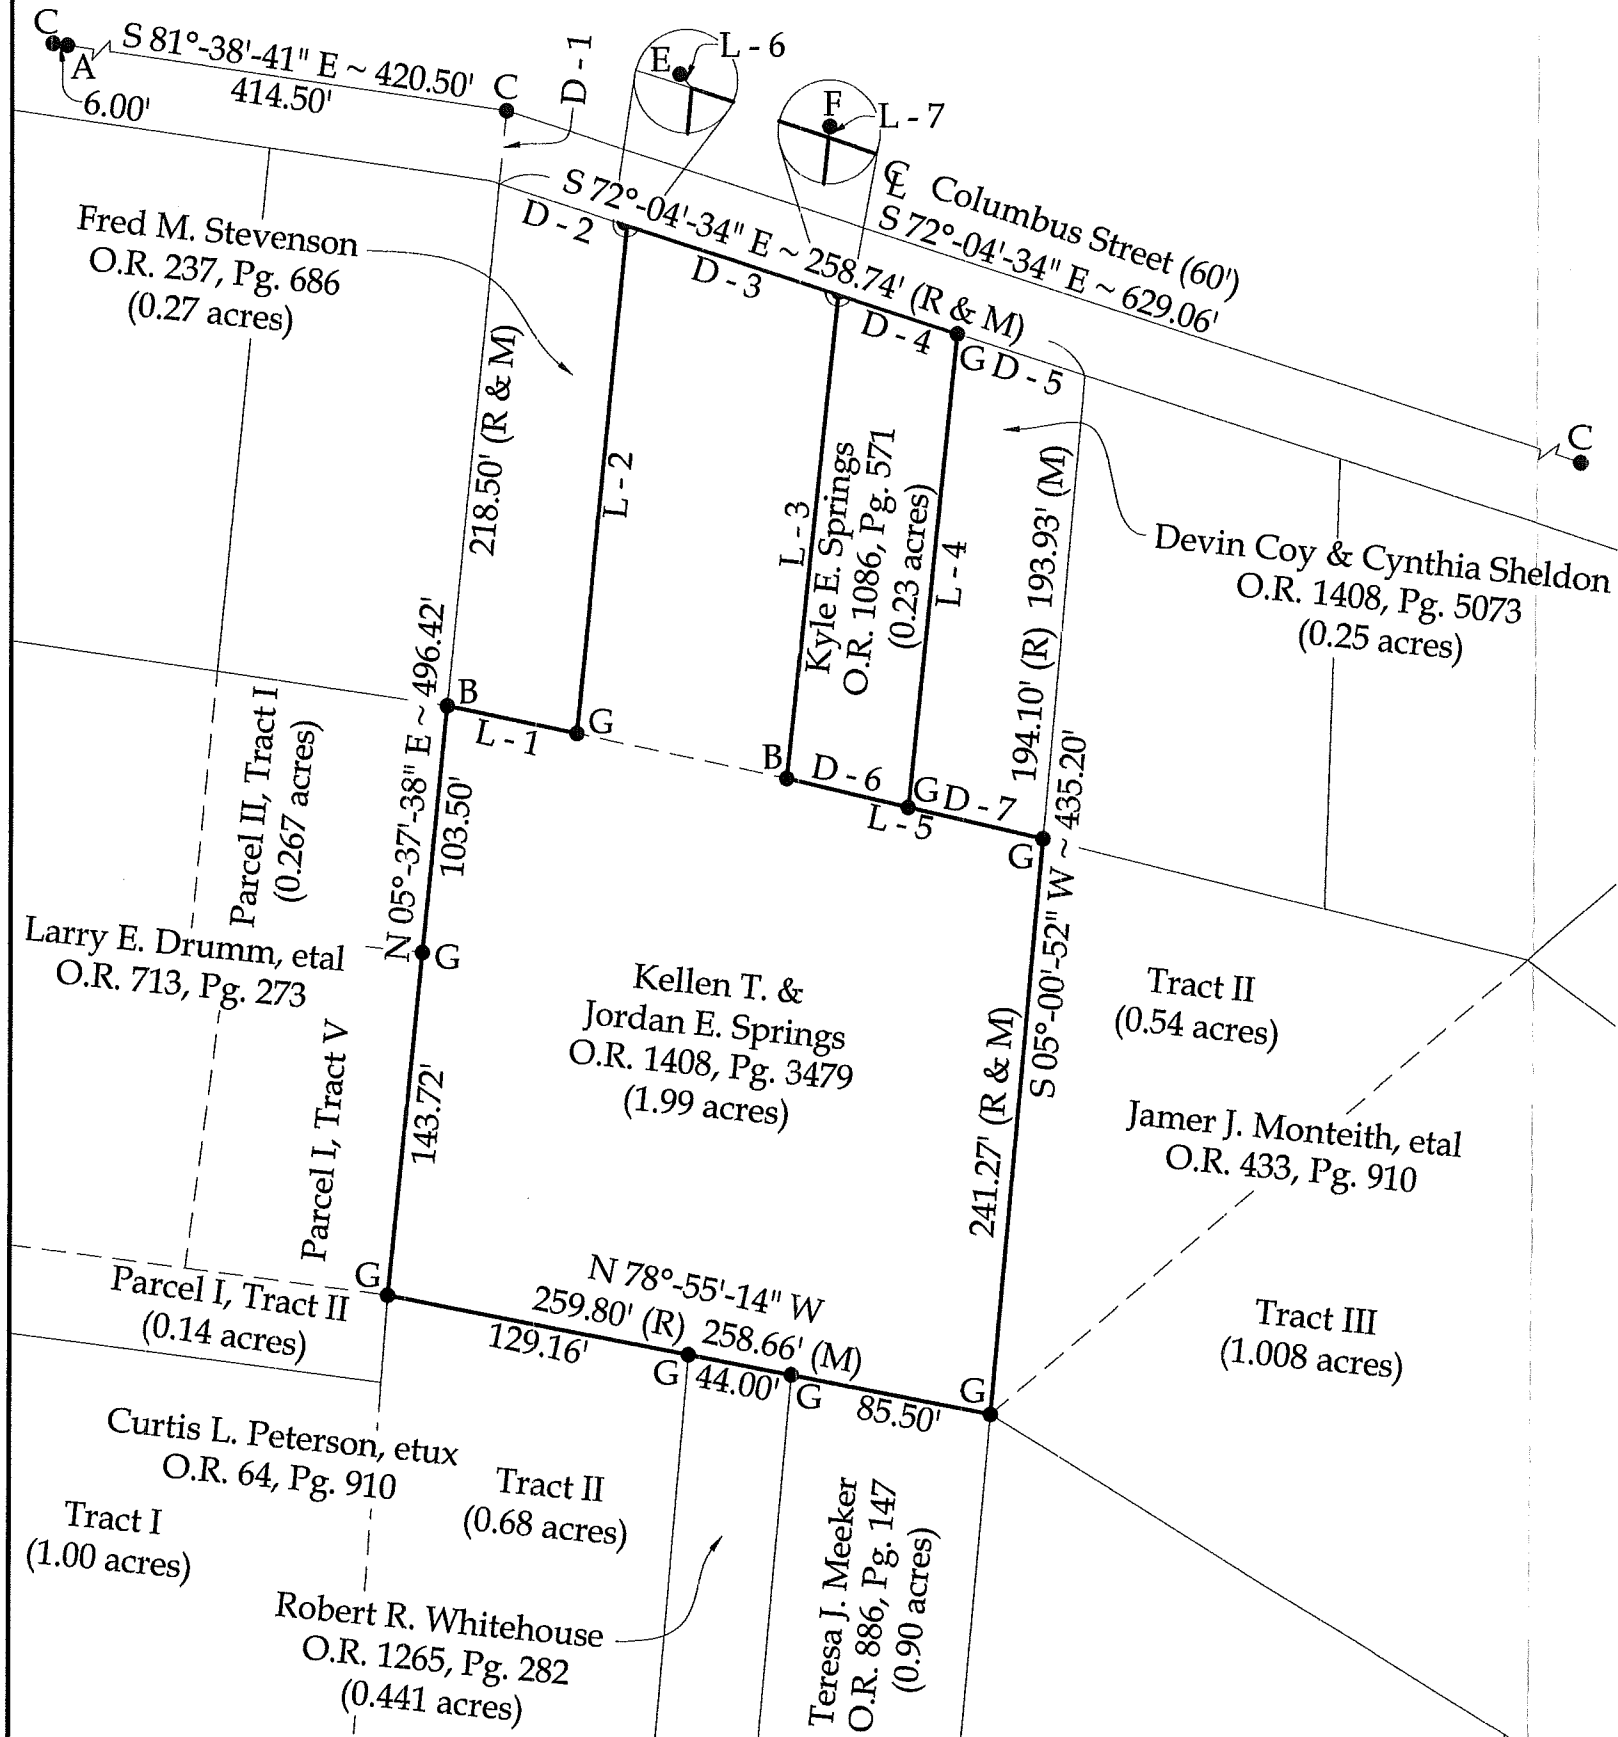 C
A
6.00'
S 81°-38'-41" E ~ 420.50'
414.50'
C
D - 1
E
L - 6
F
L - 7
℄ Columbus Street (60')
S 72°-04'-34" E ~ 629.06'
C
S 72°-04'-34" E ~ 258.74' (R & M)
D - 2
D - 3
D - 4
G
D - 5
Fred M. Stevenson
O.R. 237, Pg. 686
(0.27 acres)
218.50' (R & M)
L - 2
L - 3
Kyle E. Springs
O.R. 1086, Pg. 571
(0.23 acres)
L - 4
194.10' (R) 193.93' (M)
Devin Coy & Cynthia Sheldon
O.R. 1408, Pg. 5073
(0.25 acres)
B
L - 1
G
B
D - 6
G
D - 7
L - 5
G
N 05°-37'-38" E ~ 496.42'
103.50'
G
143.72'
Parcel II, Tract I
(0.267 acres)
Larry E. Drumm, etal
O.R. 713, Pg. 273
Parcel I, Tract V
Kellen T. &
Jordan E. Springs
O.R. 1408, Pg. 3479
(1.99 acres)
S 05°-00'-52" W ~ 435.20'
241.27' (R & M)
Tract II
(0.54 acres)
Jamer J. Monteith, etal
O.R. 433, Pg. 910
Tract III
(1.008 acres)
G
Parcel I, Tract II
(0.14 acres)
N 78°-55'-14" W
259.80' (R) 258.66' (M)
129.16'
G
44.00'
G
85.50'
G
Curtis L. Peterson, etux
O.R. 64, Pg. 910
Tract I
(1.00 acres)
Tract II
(0.68 acres)
Robert R. Whitehouse
O.R. 1265, Pg. 282
(0.441 acres)
Teresa J. Meeker
O.R. 886, Pg. 147
(0.90 acres)